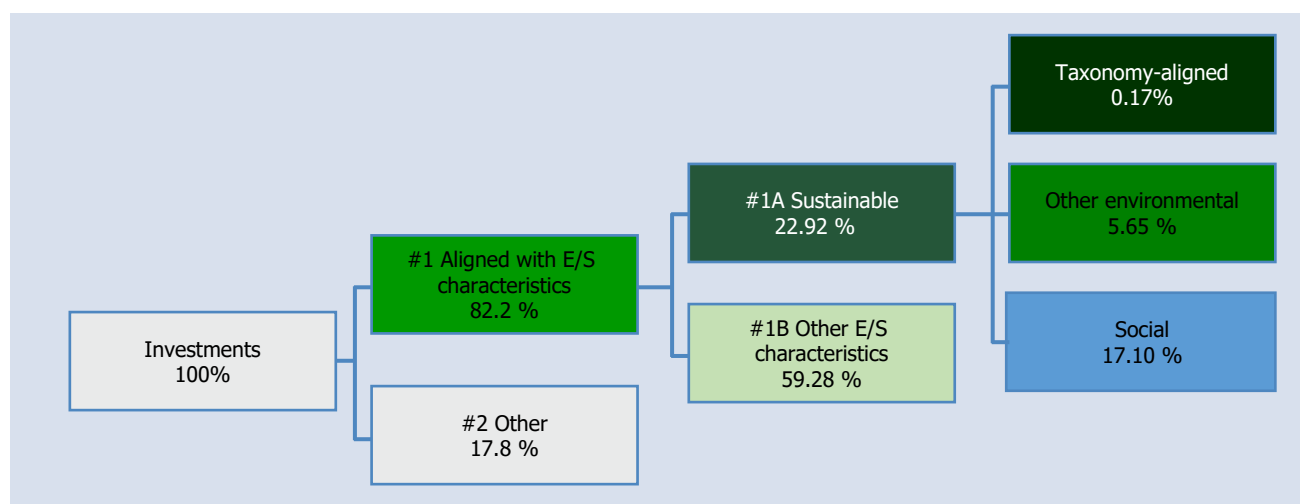 Investments
100%
#1 Aligned with E/S
characteristics
82.2 %
#2 Other
17.8 %
#1A Sustainable
22.92 %
#1B Other E/S
characteristics
59.28 %
Taxonomy-aligned
0.17%
Other environmental
5.65 %
Social
17.10 %